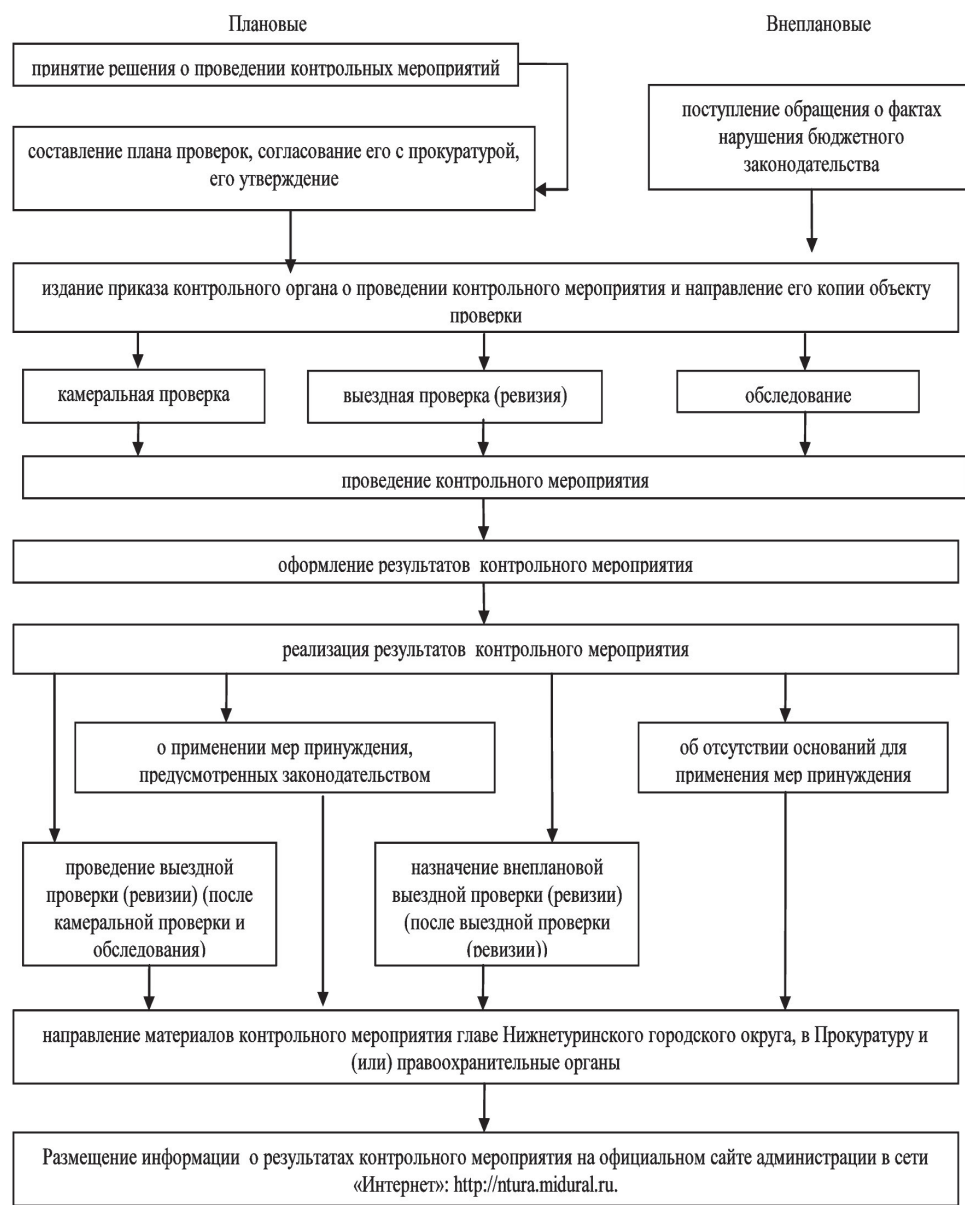 Плановые
Внеплановые
принятие решения о проведении контрольных мероприятий
поступление обращения о фактах
нарушения бюджетного
законодательства
составление плана проверок, согласование его с прокуратурой,
его утверждение
издание приказа контрольного органа о проведении контрольного мероприятия и направление его копии объекту
проверки
камеральная проверка
выездная проверка (ревизия)
обследование
проведение контрольного мероприятия
оформление результатов контрольного мероприятия
реализация результатов контрольного мероприятия
о применении мер принуждения,
предусмотренных законодательством
об отсутствии оснований для
применения мер принуждения
проведение выездной
проверки (ревизии) (после
камеральной проверки и
обследования)
назначение внеплановой
выездной проверки (ревизии)
(после выездной проверки
(ревизии))
направление материалов контрольного мероприятия главе Нижнетуринского городского округа, в Прокуратуру и
(или) правоохранительные органы
Размещение информации о результатах контрольного мероприятия на официальном сайте администрации в сети
«Интернет»: http://ntura.midural.ru.